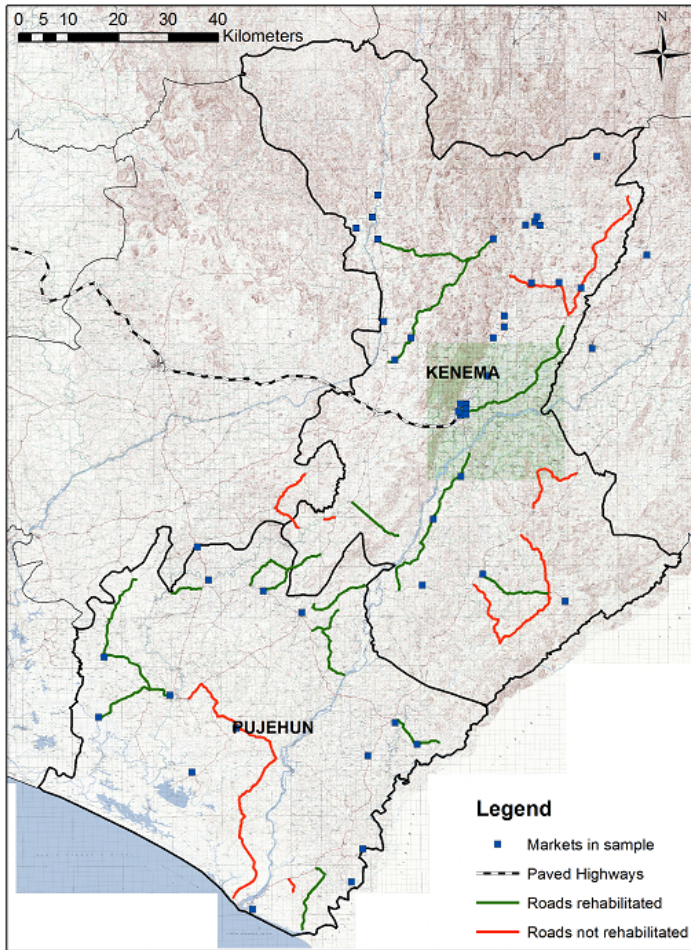 0 5 10 20 30 40
Kilometers
N
KENEMA
PUJEHUN
Legend
Markets in sample
Paved Highways
Roads rehabilitated
Roads not rehabilitated